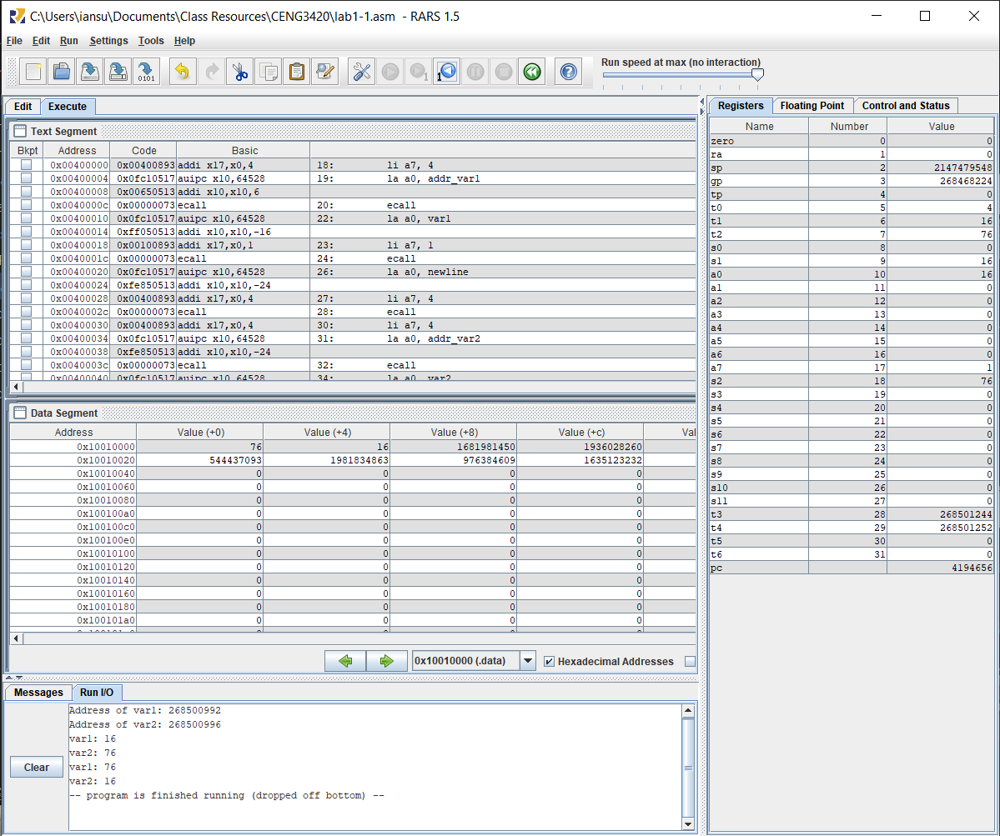 C:\Users\iansu\Documents\Class Resources\CENG3420\lab1-1.asm - RARS 1.5
File Edit Run Settings Tools Help
0101 1 1 Run speed at max (no interaction)
Edit Execute
Text Segment
Bkpt Address Code Basic
0x00400000 0x00400893 addi x17,x0,4 18: li a7, 4
0x00400004 0x0fc10517 auipc x10,64528 19: la a0, addr_var1
0x00400008 0x00650513 addi x10,x10,6
0x0040000c 0x00000073 ecall 20: ecall
0x00400010 0x0fc10517 auipc x10,64528 22: la a0, var1
0x00400014 0xff050513 addi x10,x10,-16
0x00400018 0x00100893 addi x17,x0,1 23: li a7, 1
0x0040001c 0x00000073 ecall 24: ecall
0x00400020 0x0fc10517 auipc x10,64528 26: la a0, newline
0x00400024 0xfe850513 addi x10,x10,-24
0x00400028 0x00400893 addi x17,x0,4 27: li a7, 4
0x0040002c 0x00000073 ecall 28: ecall
0x00400030 0x00400893 addi x17,x0,4 30: li a7, 4
0x00400034 0x0fc10517 auipc x10,64528 31: la a0, addr_var2
0x00400038 0xfe850513 addi x10,x10,-24
0x0040003c 0x00000073 ecall 32: ecall
0x00400040 0x0fc10517 auipc x10,64528 34: la a0, var2
Data Segment
Address Value (+0) Value (+4) Value (+8) Value (+c) Val
0x10010000 76 16 1681981450 1936028260
0x10010020 544437093 1981834863 976384609 1635123232
0x10010040 0 0 0 0
0x10010060 0 0 0 0
0x10010080 0 0 0 0
0x100100a0 0 0 0 0
0x100100c0 0 0 0 0
0x100100e0 0 0 0 0
0x10010100 0 0 0 0
0x10010120 0 0 0 0
0x10010140 0 0 0 0
0x10010160 0 0 0 0
0x10010180 0 0 0 0
0x100101a0 0 0 0 0
0x10010000 (.data) Hexadecimal Addresses
Messages Run I/O
Clear
Address of var1: 268500992
Address of var2: 268500996
var1: 16
var2: 76
var1: 76
var2: 16
-- program is finished running (dropped off bottom) --
Registers Floating Point Control and Status
Name Number Value
zero 0 0
ra 1 0
sp 2 2147479548
gp 3 268468224
tp 4 0
t0 5 4
t1 6 16
t2 7 76
s0 8 0
s1 9 16
a0 10 16
a1 11 0
a2 12 0
a3 13 0
a4 14 0
a5 15 0
a6 16 0
a7 17 1
s2 18 76
s3 19 0
s4 20 0
s5 21 0
s6 22 0
s7 23 0
s8 24 0
s9 25 0
s10 26 0
s11 27 0
t3 28 268501244
t4 29 268501252
t5 30 0
t6 31 0
pc 4194656